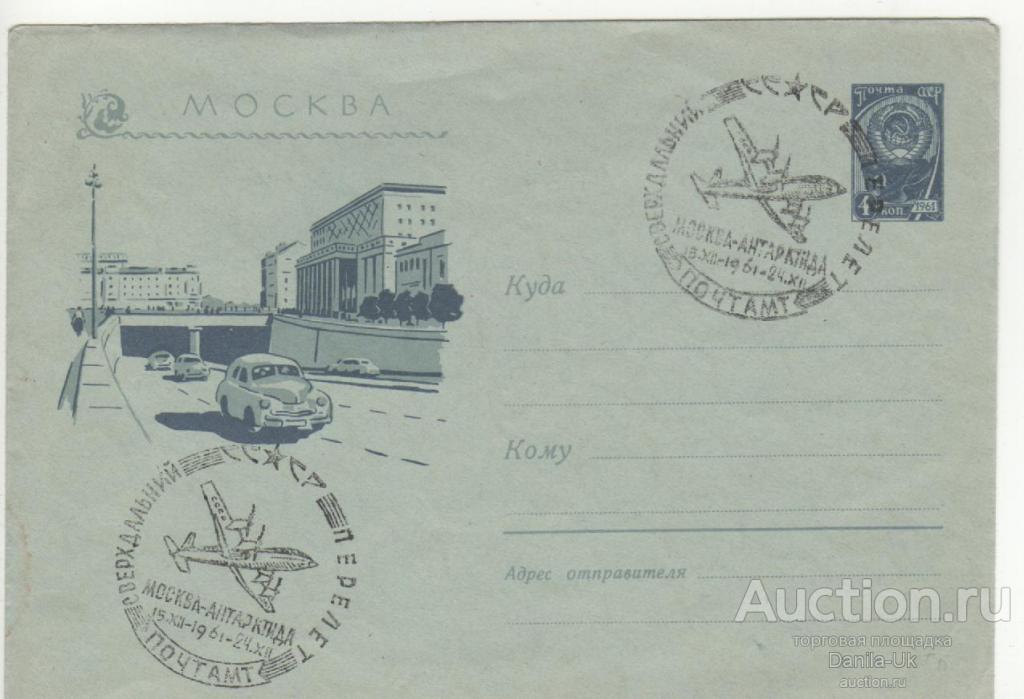 МОСКВА
Почта СССР
4 КОП.
1961
СССР
СВЕРХДАЛЬНИЙ ПЕРЕЛЕТ
МОСКВА-АНТАРКТИДА
15.XII-1961-24.XII
ПОЧТАМТ
Куда
Кому
Адрес отправителя
СССР
СВЕРХДАЛЬНИЙ ПЕРЕЛЕТ
СССР
МОСКВА-АНТАРКТИДА
15.XII-1961-24.XII
ПОЧТАМТ
Auction.ru
торговая площадка
Danila-Uk
auction.ru